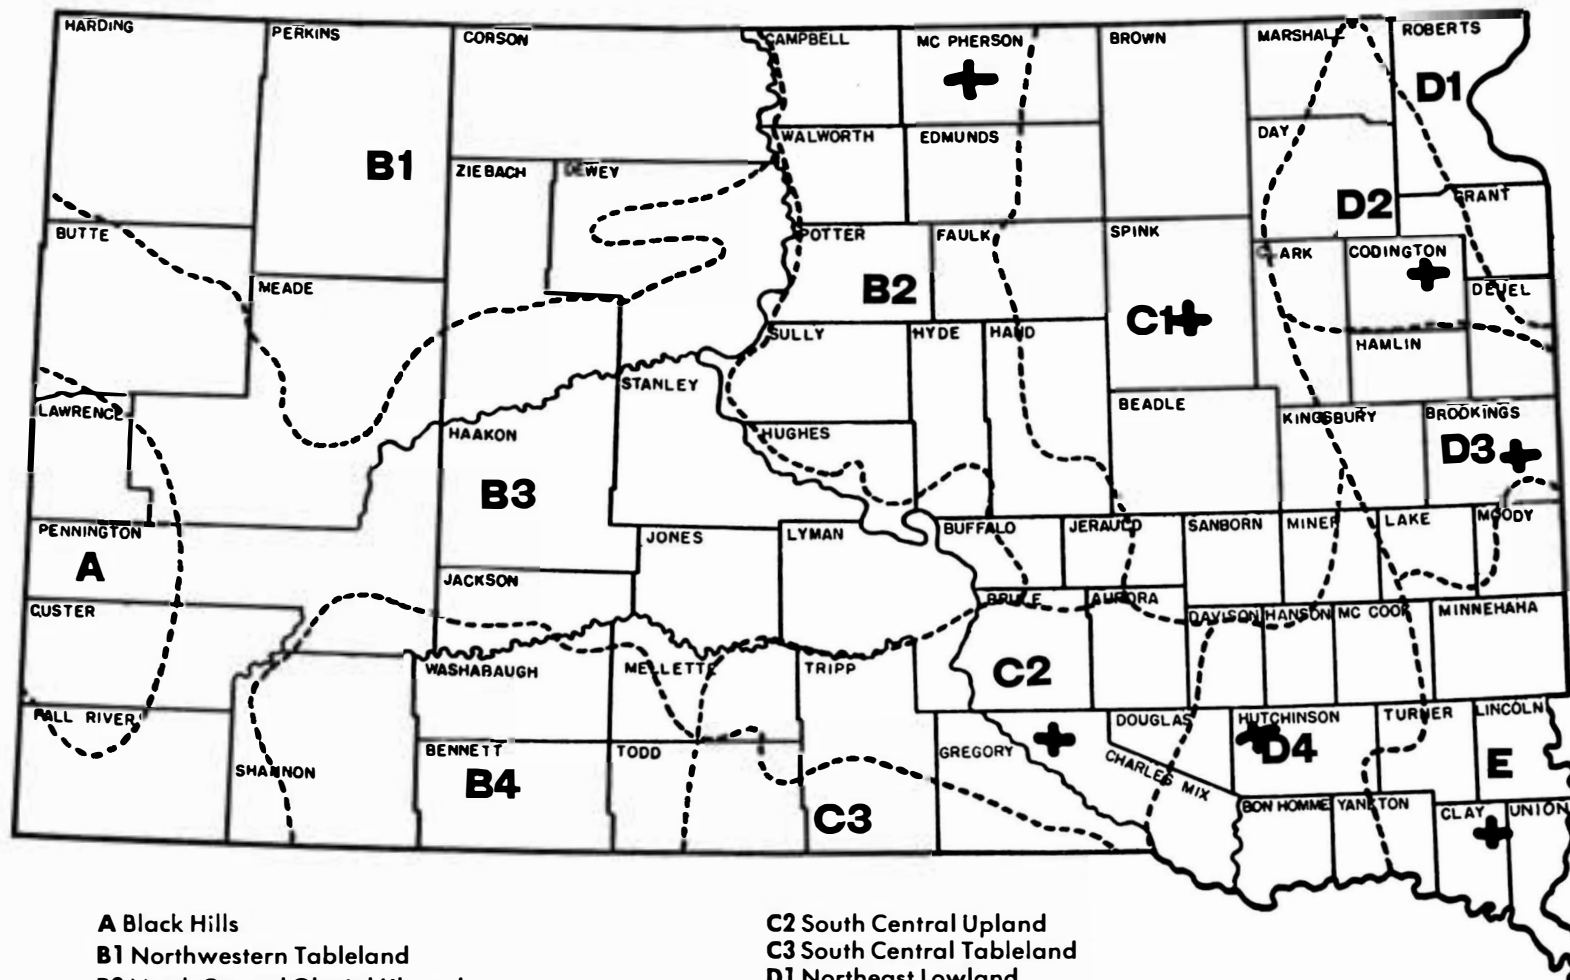 HARDING
PERKINS
CORSON
CAMPBELL
MC PHERSON
BROWN
MARSHALL
ROBERTS
D1
WALWORTH
EDMUNDS
DAY
B1
ZIEBACH
DEWEY
D2
GRANT
BUTTE
POTTER
FAULK
SPINK
CLARK
CODINGTON
MEADE
B2
DEUEL
C1
SULLY
HYDE
HAND
HAMLIN
STANLEY
LAWRENCE
BEADLE
KINGSBURY
BROOKINGS
HAAKON
HUGHES
D3
B3
PENNINGTON
JONES
LYMAN
BUFFALO
JERAULD
SANBORN
MINER
LAKE
MOODY
A
JACKSON
CUSTER
BRULE
AURORA
DAVISON
HANSON
MC COOK
MINNEHAHA
WASHABAUGH
MELLETTE
TRIPP
C2
FALL RIVER
DOUGLAS
HUTCHINSON
TURNER
LINCOLN
SHANNON
BENNETT
TODD
GREGORY
CHARLES MIX
D4
E
B4
C3
BON HOMME
YANKTON
CLAY
UNION
A Black Hills
B1 Northwestern Tableland
C2 South Central Upland
C3 South Central Tableland
D1 Northeast Lowland